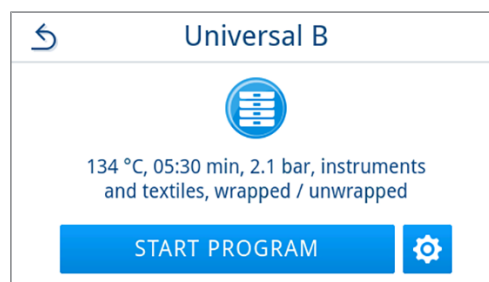 Universal B
134 °C, 05:30 min, 2.1 bar, instruments
and textiles, wrapped / unwrapped
START PROGRAM